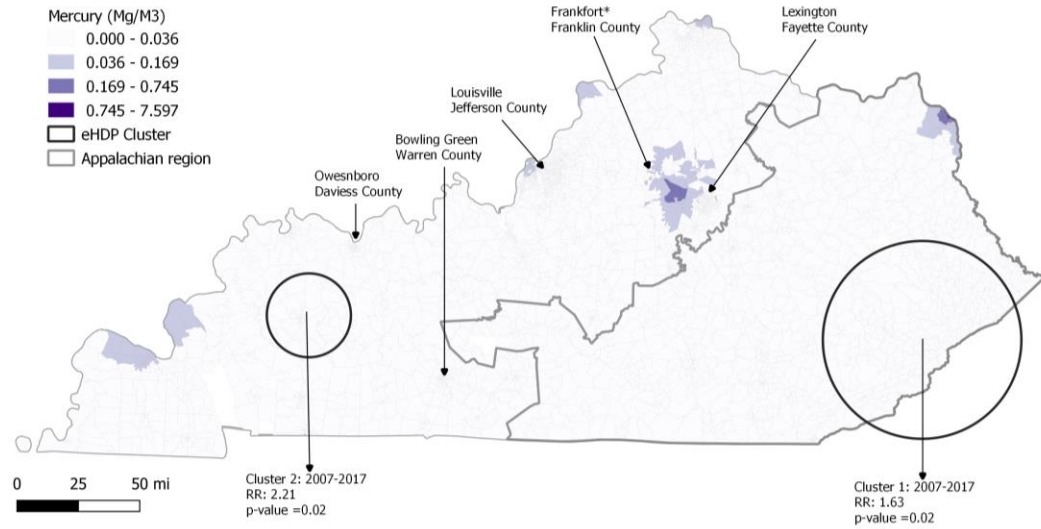 Mercury (Mg/M3)
0.000 - 0.036
0.036 - 0.169
0.169 - 0.745
0.745 - 7.597
eHDP Cluster
Appalachian region
Frankfort*
Franklin County
Lexington
Fayette County
Louisville
Jefferson County
Bowling Green
Warren County
Owesnboro
Daviess County
0 25 50 mi
Cluster 2: 2007-2017
RR: 2.21
p-value =0.02
Cluster 1: 2007-2017
RR: 1.63
p-value =0.02